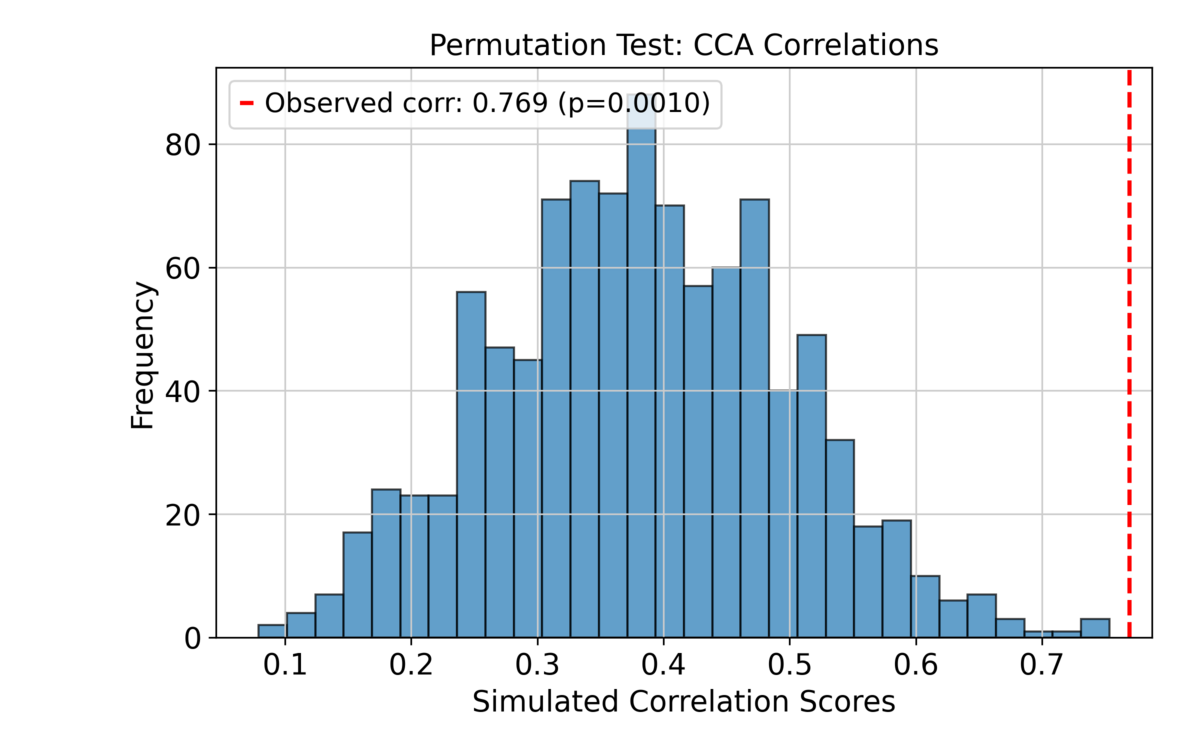 Permutation Test: CCA Correlations
Observed corr: 0.769 (p=0.0010)
80
60
40
20
0
Frequency
0.1 0.2 0.3 0.4 0.5 0.6 0.7
Simulated Correlation Scores